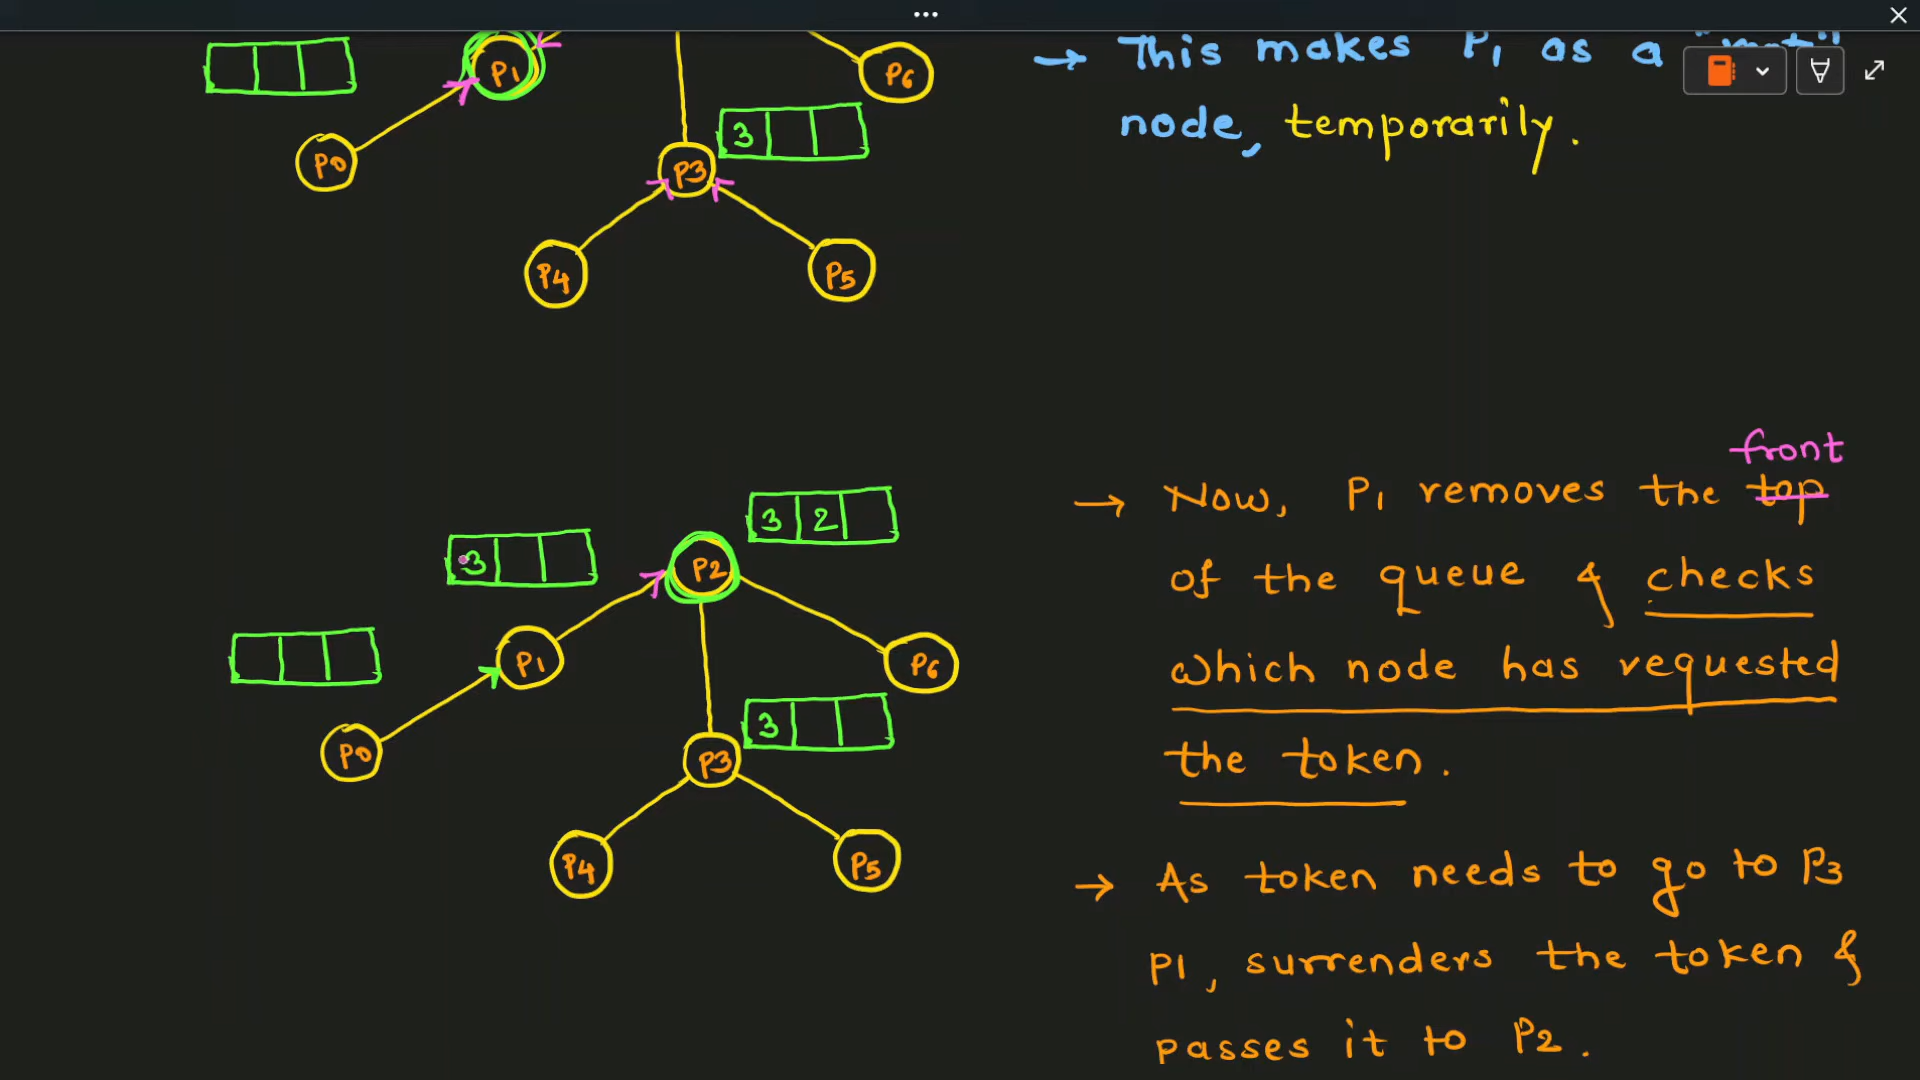 ...
→ This makes P1 as a
node, temporarily.
P1
P6
P0
3
P3
P4
P5
front
→ Now, P1 removes the top
of the queue & checks
which node has requested
the token.
→ As token needs to go to P3
P1, surrenders the token &
passes it to P2.
3 2
3
P2
P1
P6
3
P0
P3
P4
P5